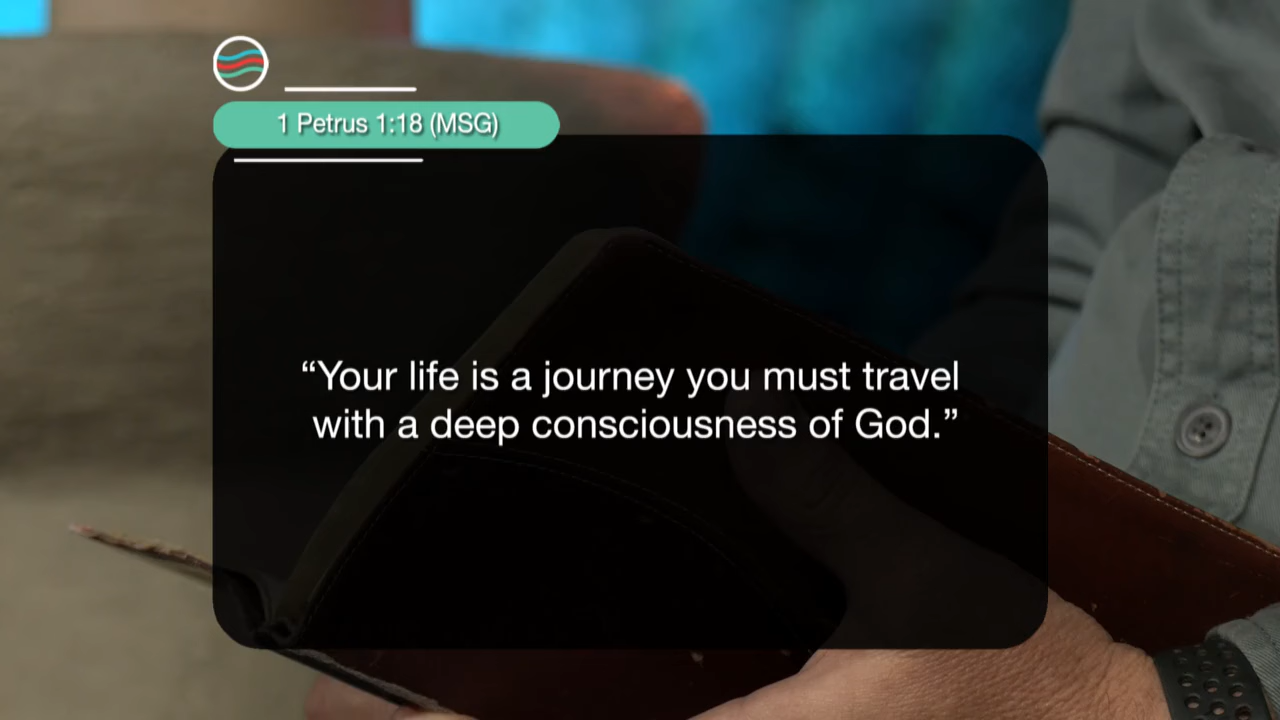 1 Petrus 1:18 (MSG)
“Your life is a journey you must travel
with a deep consciousness of God.”